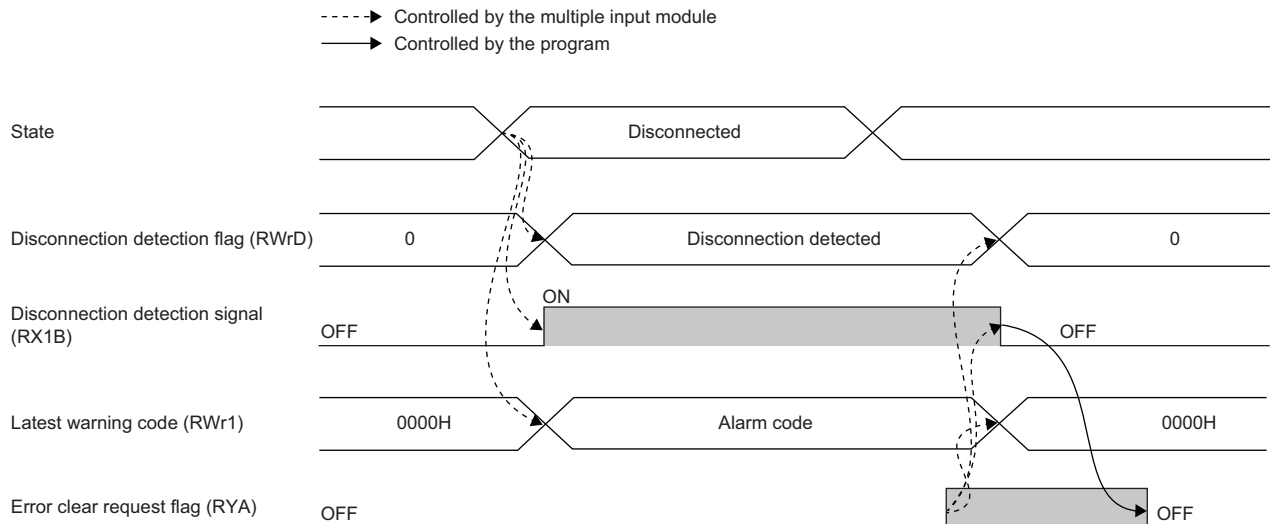 Controlled by the multiple input module
Controlled by the program
State
Disconnected
Disconnection detection flag (RWrD)
0
Disconnection detected
0
Disconnection detection signal
(RX1B)
OFF
ON
OFF
Latest warning code (RWr1)
0000H
Alarm code
0000H
Error clear request flag (RYA)
OFF
OFF